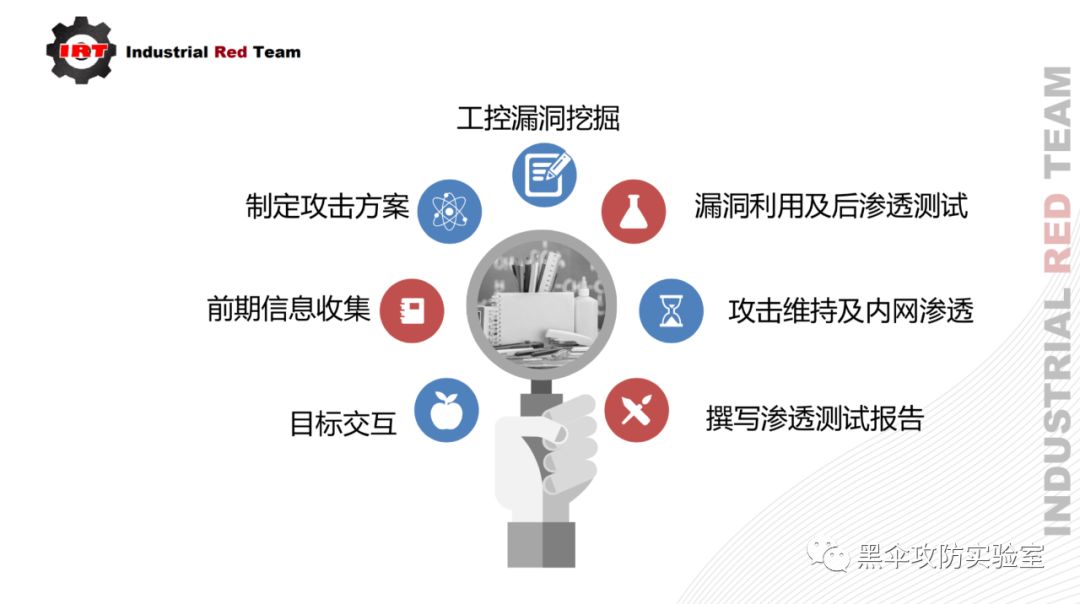 IRT Industrial Red Team
工控漏洞挖掘
制定攻击方案
漏洞利用及后渗透测试
前期信息收集
攻击维持及内网渗透
目标交互
撰写渗透测试报告
INDUSTRIAL RED TEAM
黑伞攻防实验室